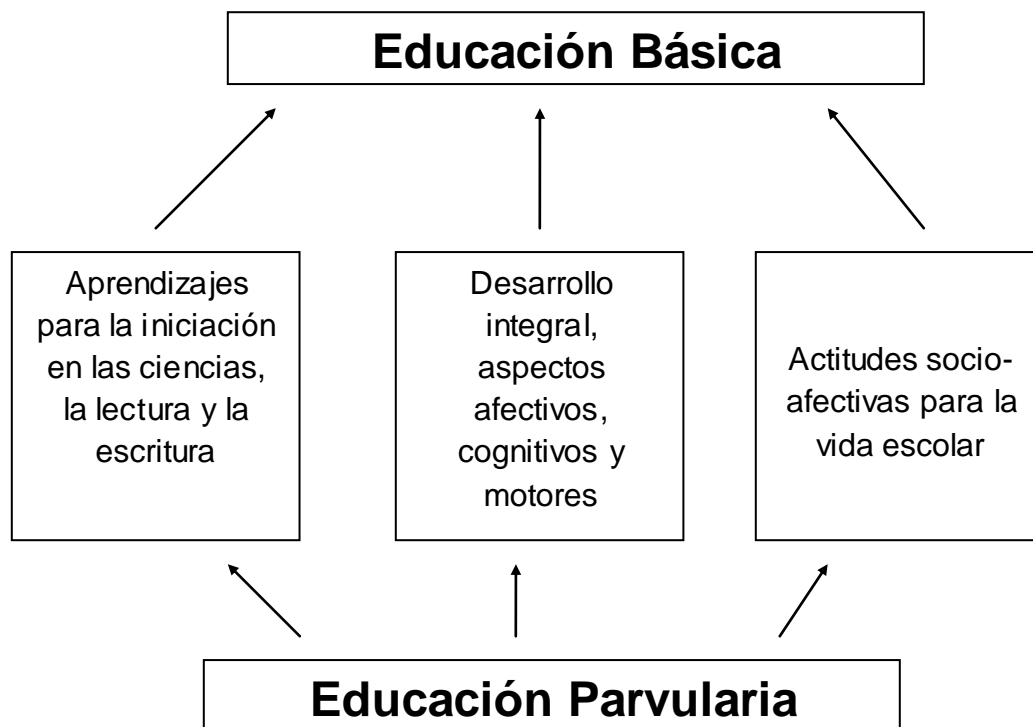 Educación Básica
Aprendizajes
para la iniciación
en las ciencias,
la lectura y la
escritura
Desarrollo
integral,
aspectos
afectivos,
cognitivos y
motores
Actitudes socio-
afectivas para la
vida escolar
Educación Parvularia